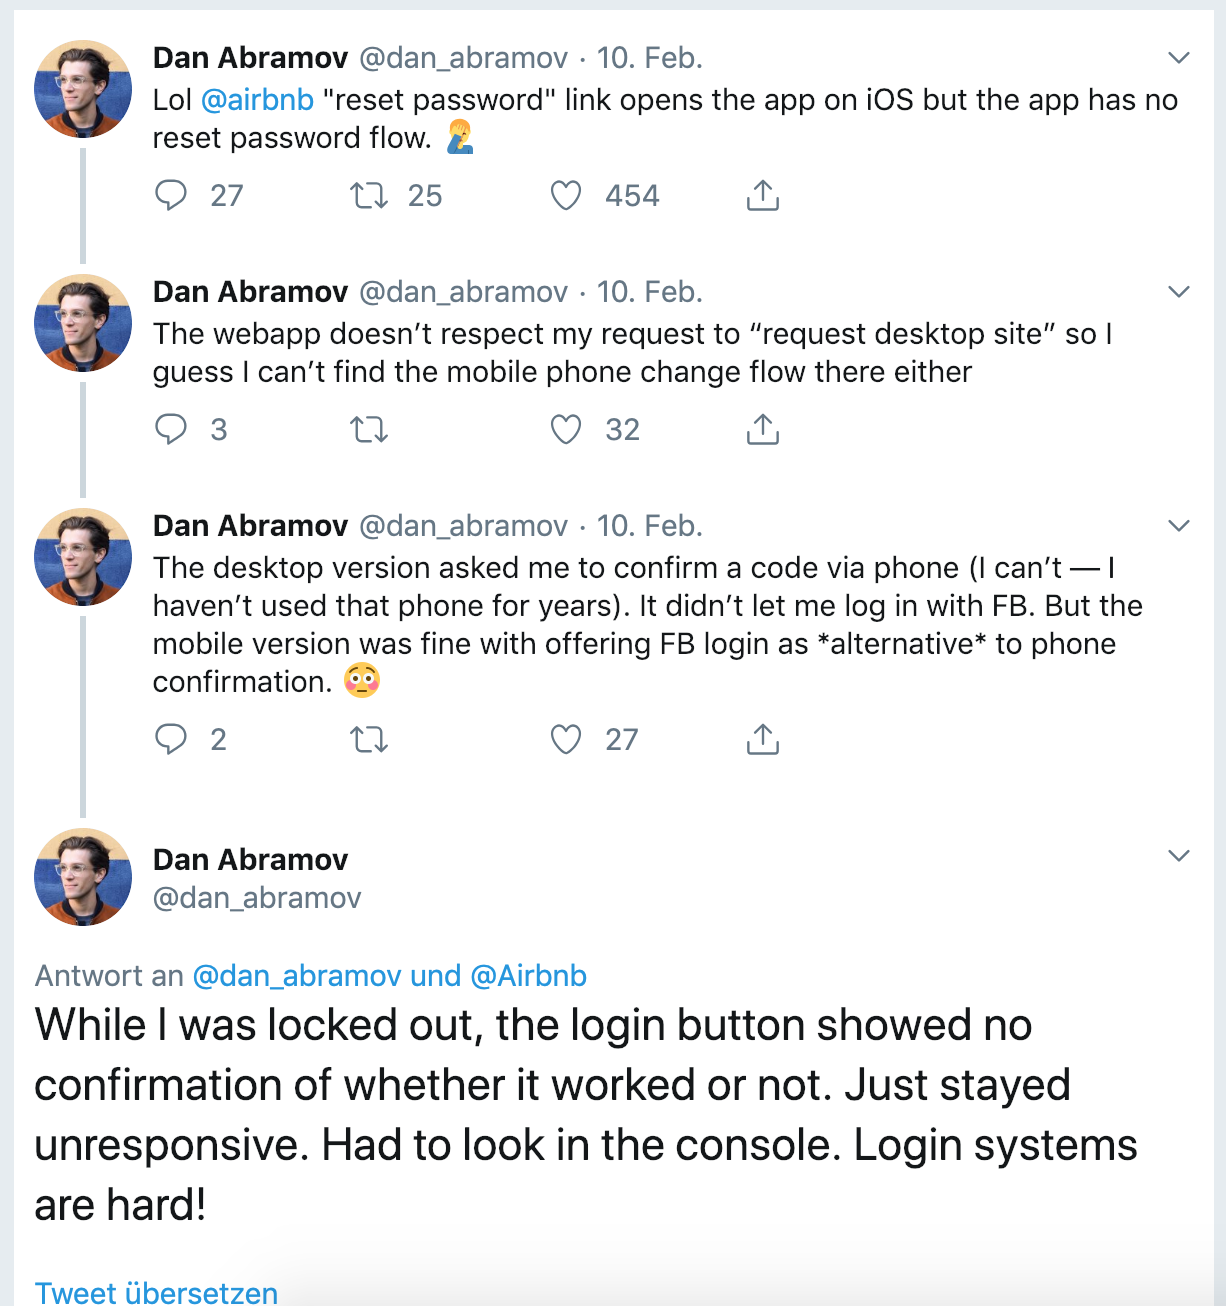 Dan Abramov @dan_abramov · 10. Feb.
Lol @airbnb "reset password" link opens the app on iOS but the app has no
reset password flow. 🤦‍♂️
27 25 454
Dan Abramov @dan_abramov · 10. Feb.
The webapp doesn’t respect my request to “request desktop site” so I
guess I can’t find the mobile phone change flow there either
3 32
Dan Abramov @dan_abramov · 10. Feb.
The desktop version asked me to confirm a code via phone (I can’t — I
haven’t used that phone for years). It didn’t let me log in with FB. But the
mobile version was fine with offering FB login as *alternative* to phone
confirmation. 😳
2 27
Dan Abramov
@dan_abramov
Antwort an @dan_abramov und @Airbnb
While I was locked out, the login button showed no
confirmation of whether it worked or not. Just stayed
unresponsive. Had to look in the console. Login systems
are hard!
Tweet übersetzen